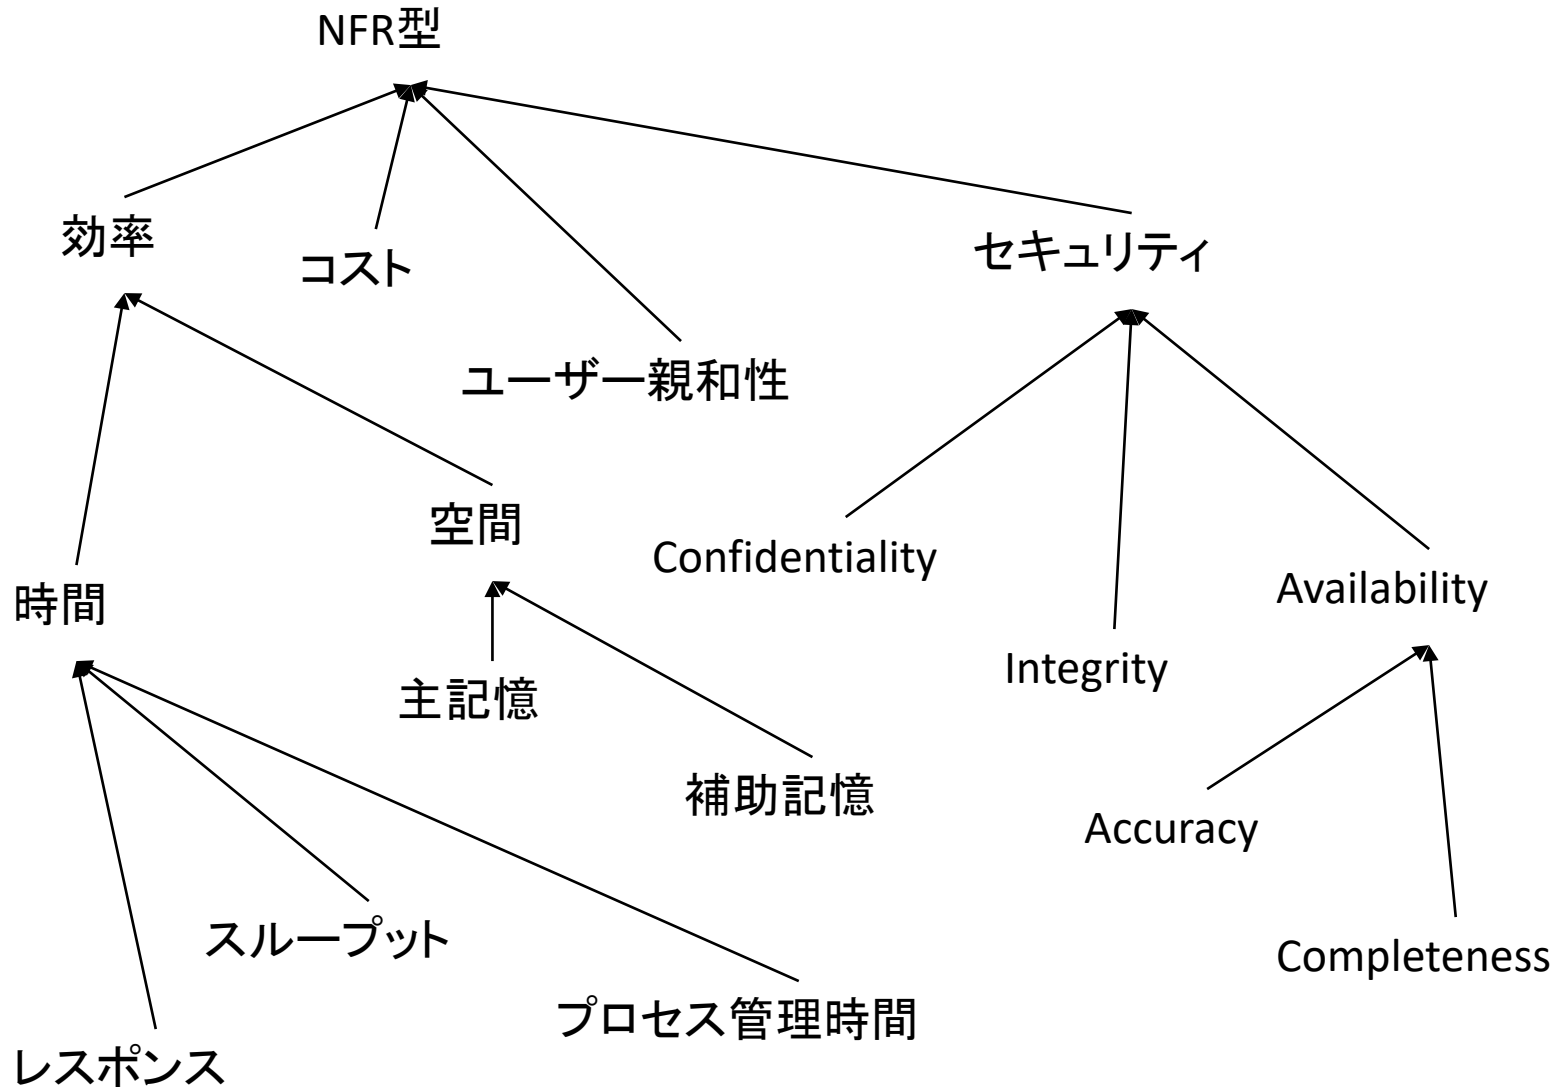 NFR型
効率
コスト
セキュリティ
ユーザー親和性
空間
Confidentiality
Availability
時間
Integrity
主記憶
補助記憶
Accuracy
スループット
Completeness
プロセス管理時間
レスポンス